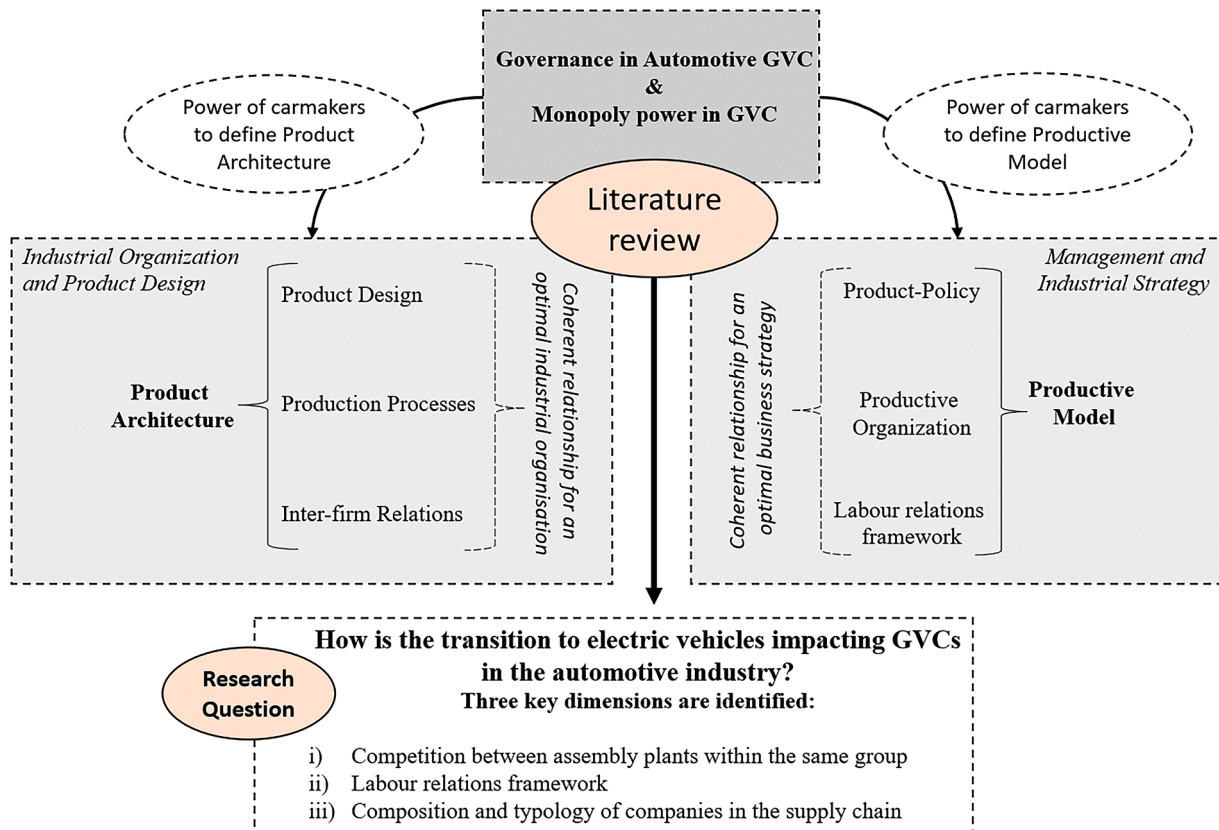 Governance in Automotive GVC
&
Monopoly power in GVC
Power of carmakers
to define Product
Architecture
Power of carmakers
to define Productive
Model
Literature
review
Industrial Organization
and Product Design
Product Design
Product
Architecture
Production Processes
Inter-firm Relations
Coherent relationship for an
optimal industrial organisation
Management and
Industrial Strategy
Coherent relationship for an
optimal business strategy
Product-Policy
Productive
Organization
Labour relations
framework
Productive
Model
Research
Question
How is the transition to electric vehicles impacting GVCs
in the automotive industry?
Three key dimensions are identified:
i) Competition between assembly plants within the same group
ii) Labour relations framework
iii) Composition and typology of companies in the supply chain